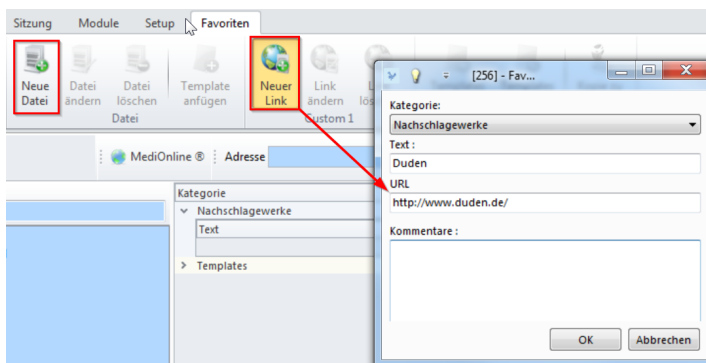 Sitzung Module Setup Favoriten
Neue Datei
Datei ändern
Datei löschen
Template anfügen
Neuer Link
Link ändern
Datei
Custom 1
MediOnline ® Adresse
Kategorie
Nachschlagewerke
Text
Templates
[256] - Fav...
Kategorie:
Nachschlagewerke
Text :
Duden
URL
http://www.duden.de/
Kommentare :
OK Abbrechen